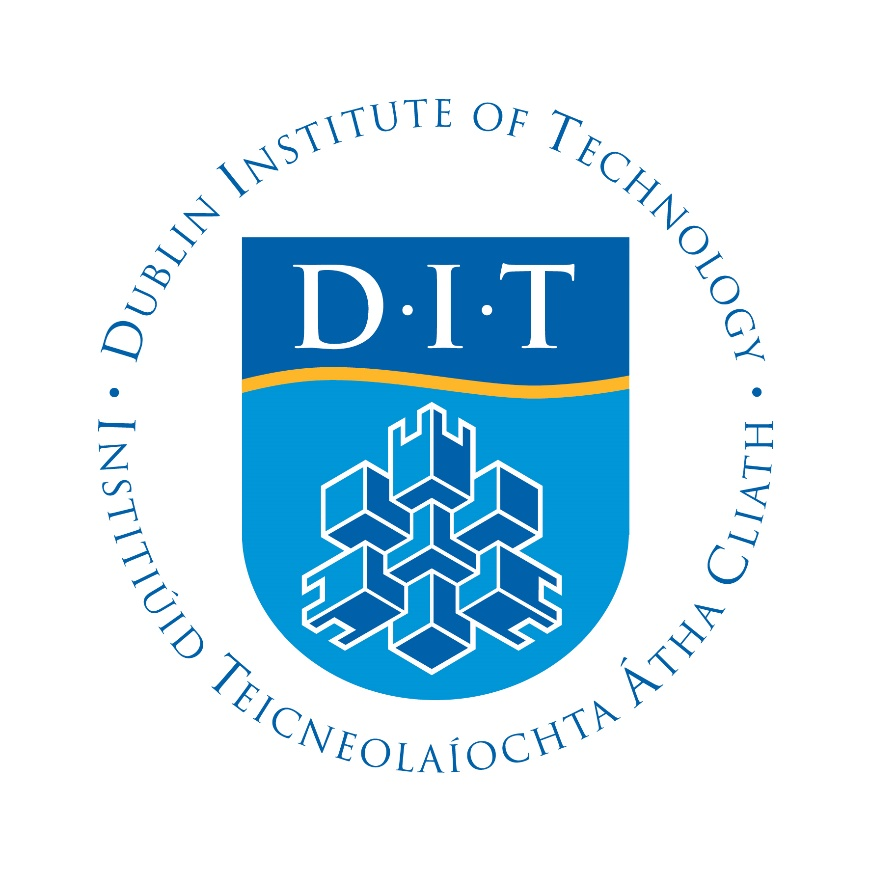 Dublin Institute of Technology
D·I·T
Institiúid Teicneolaíochta Átha Cliath